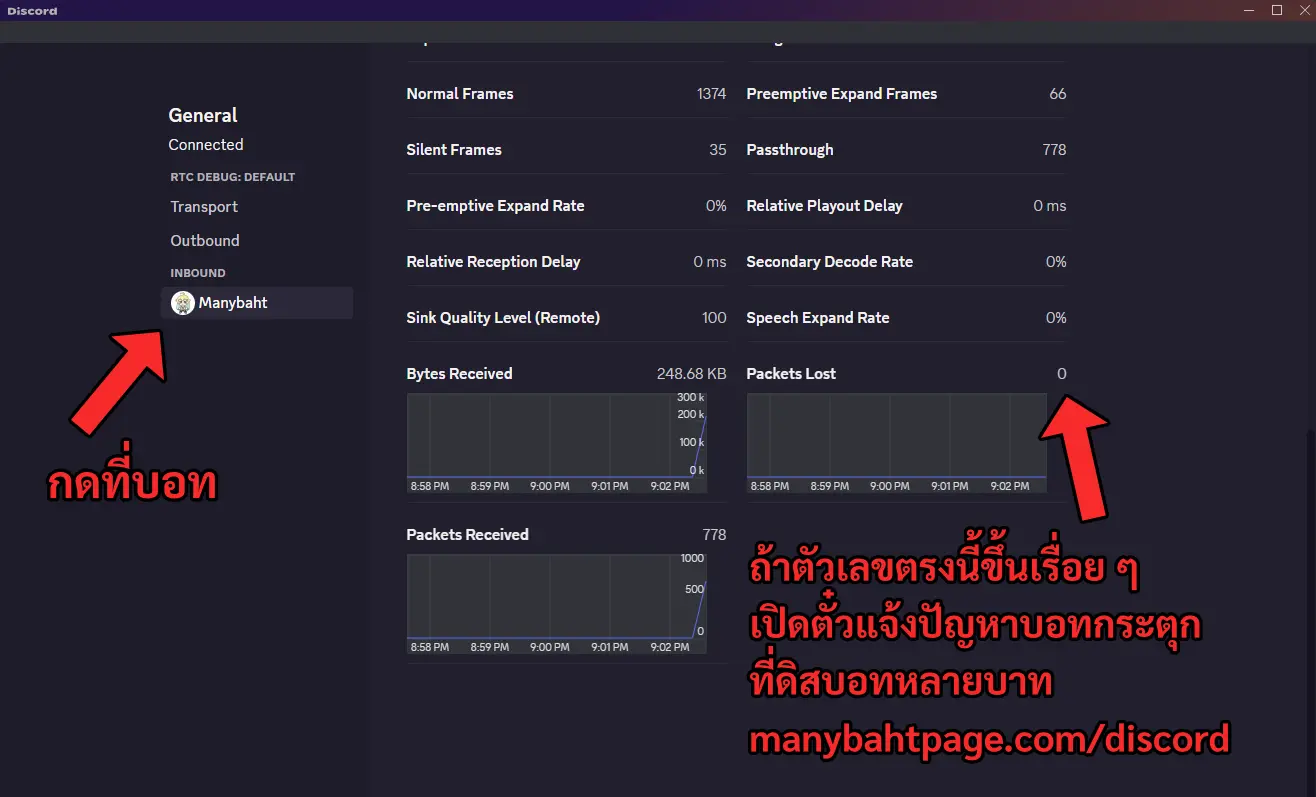 Discord
General
Connected
RTC DEBUG: DEFAULT
Transport
Outbound
INBOUND
Manybaht
กดที่บอท
Normal Frames 1374
Preemptive Expand Frames 66
Silent Frames 35
Passthrough 778
Pre-emptive Expand Rate 0%
Relative Playout Delay 0 ms
Relative Reception Delay 0 ms
Secondary Decode Rate 0%
Sink Quality Level (Remote) 100
Speech Expand Rate 0%
Bytes Received 248.68 KB
300 k
200 k
100 k
0 k
8:58 PM 8:59 PM 9:00 PM 9:01 PM 9:02 PM
Packets Lost 0
8:58 PM 8:59 PM 9:00 PM 9:01 PM 9:02 PM
Packets Received 778
1000
500
0
8:58 PM 8:59 PM 9:00 PM 9:01 PM 9:02 PM
ถ้าตัวเลขตรงนี้ขึ้นเรื่อย ๆ
เปิดตั๋วแจ้งปัญหาบอทกระตุก
ที่ดิสบอทหลายบาท
manybahtpage.com/discord